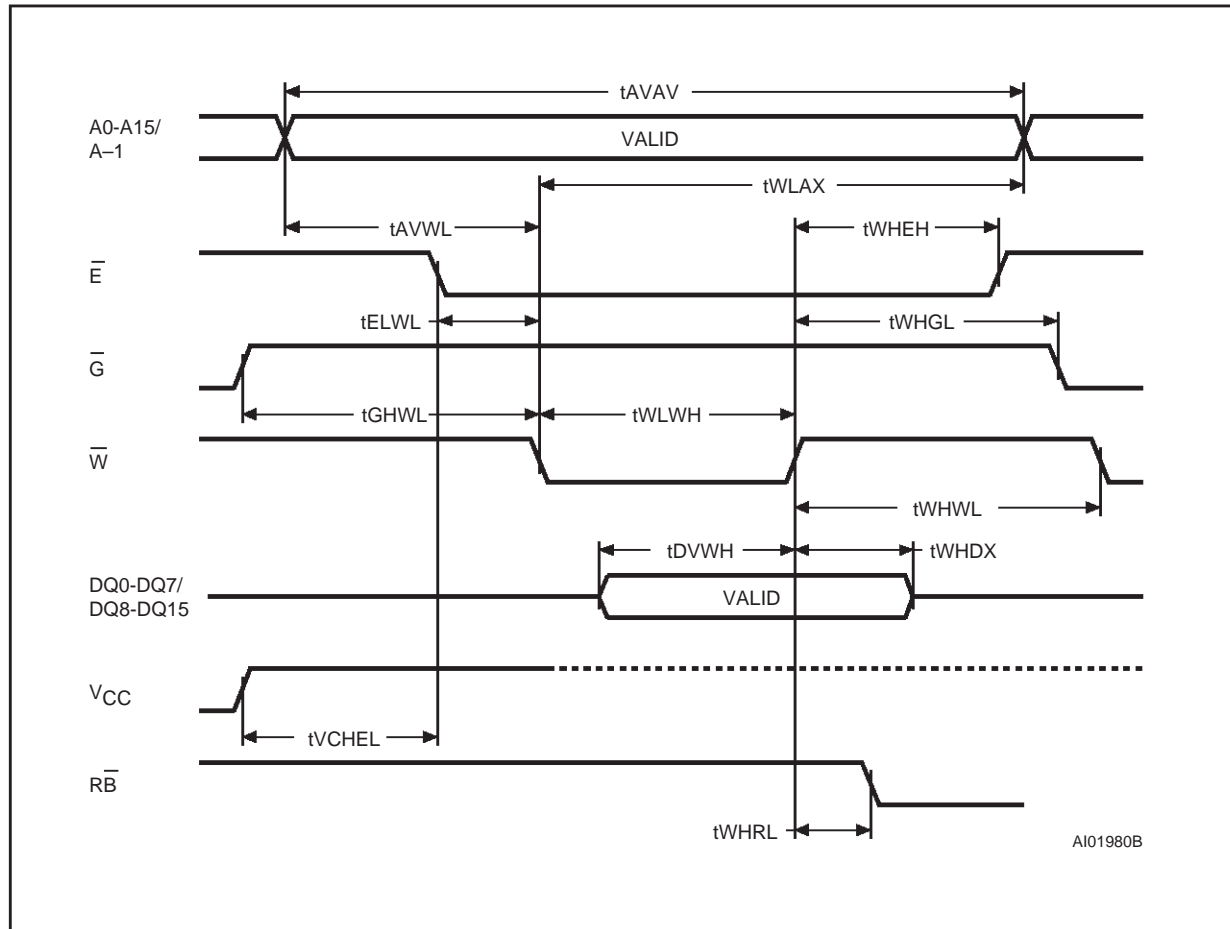 tAVAV
A0-A15/
A–1
VALID
tWLAX
tAVWL
tWHEH
E̅
tELWL
tWHGL
G̅
tGHWL
tWLWH
W̅
tWHWL
tDVWH
tWHDX
DQ0-DQ7/
DQ8-DQ15
VALID
VCC
tVCHEL
RB̅
tWHRL
AI01980B